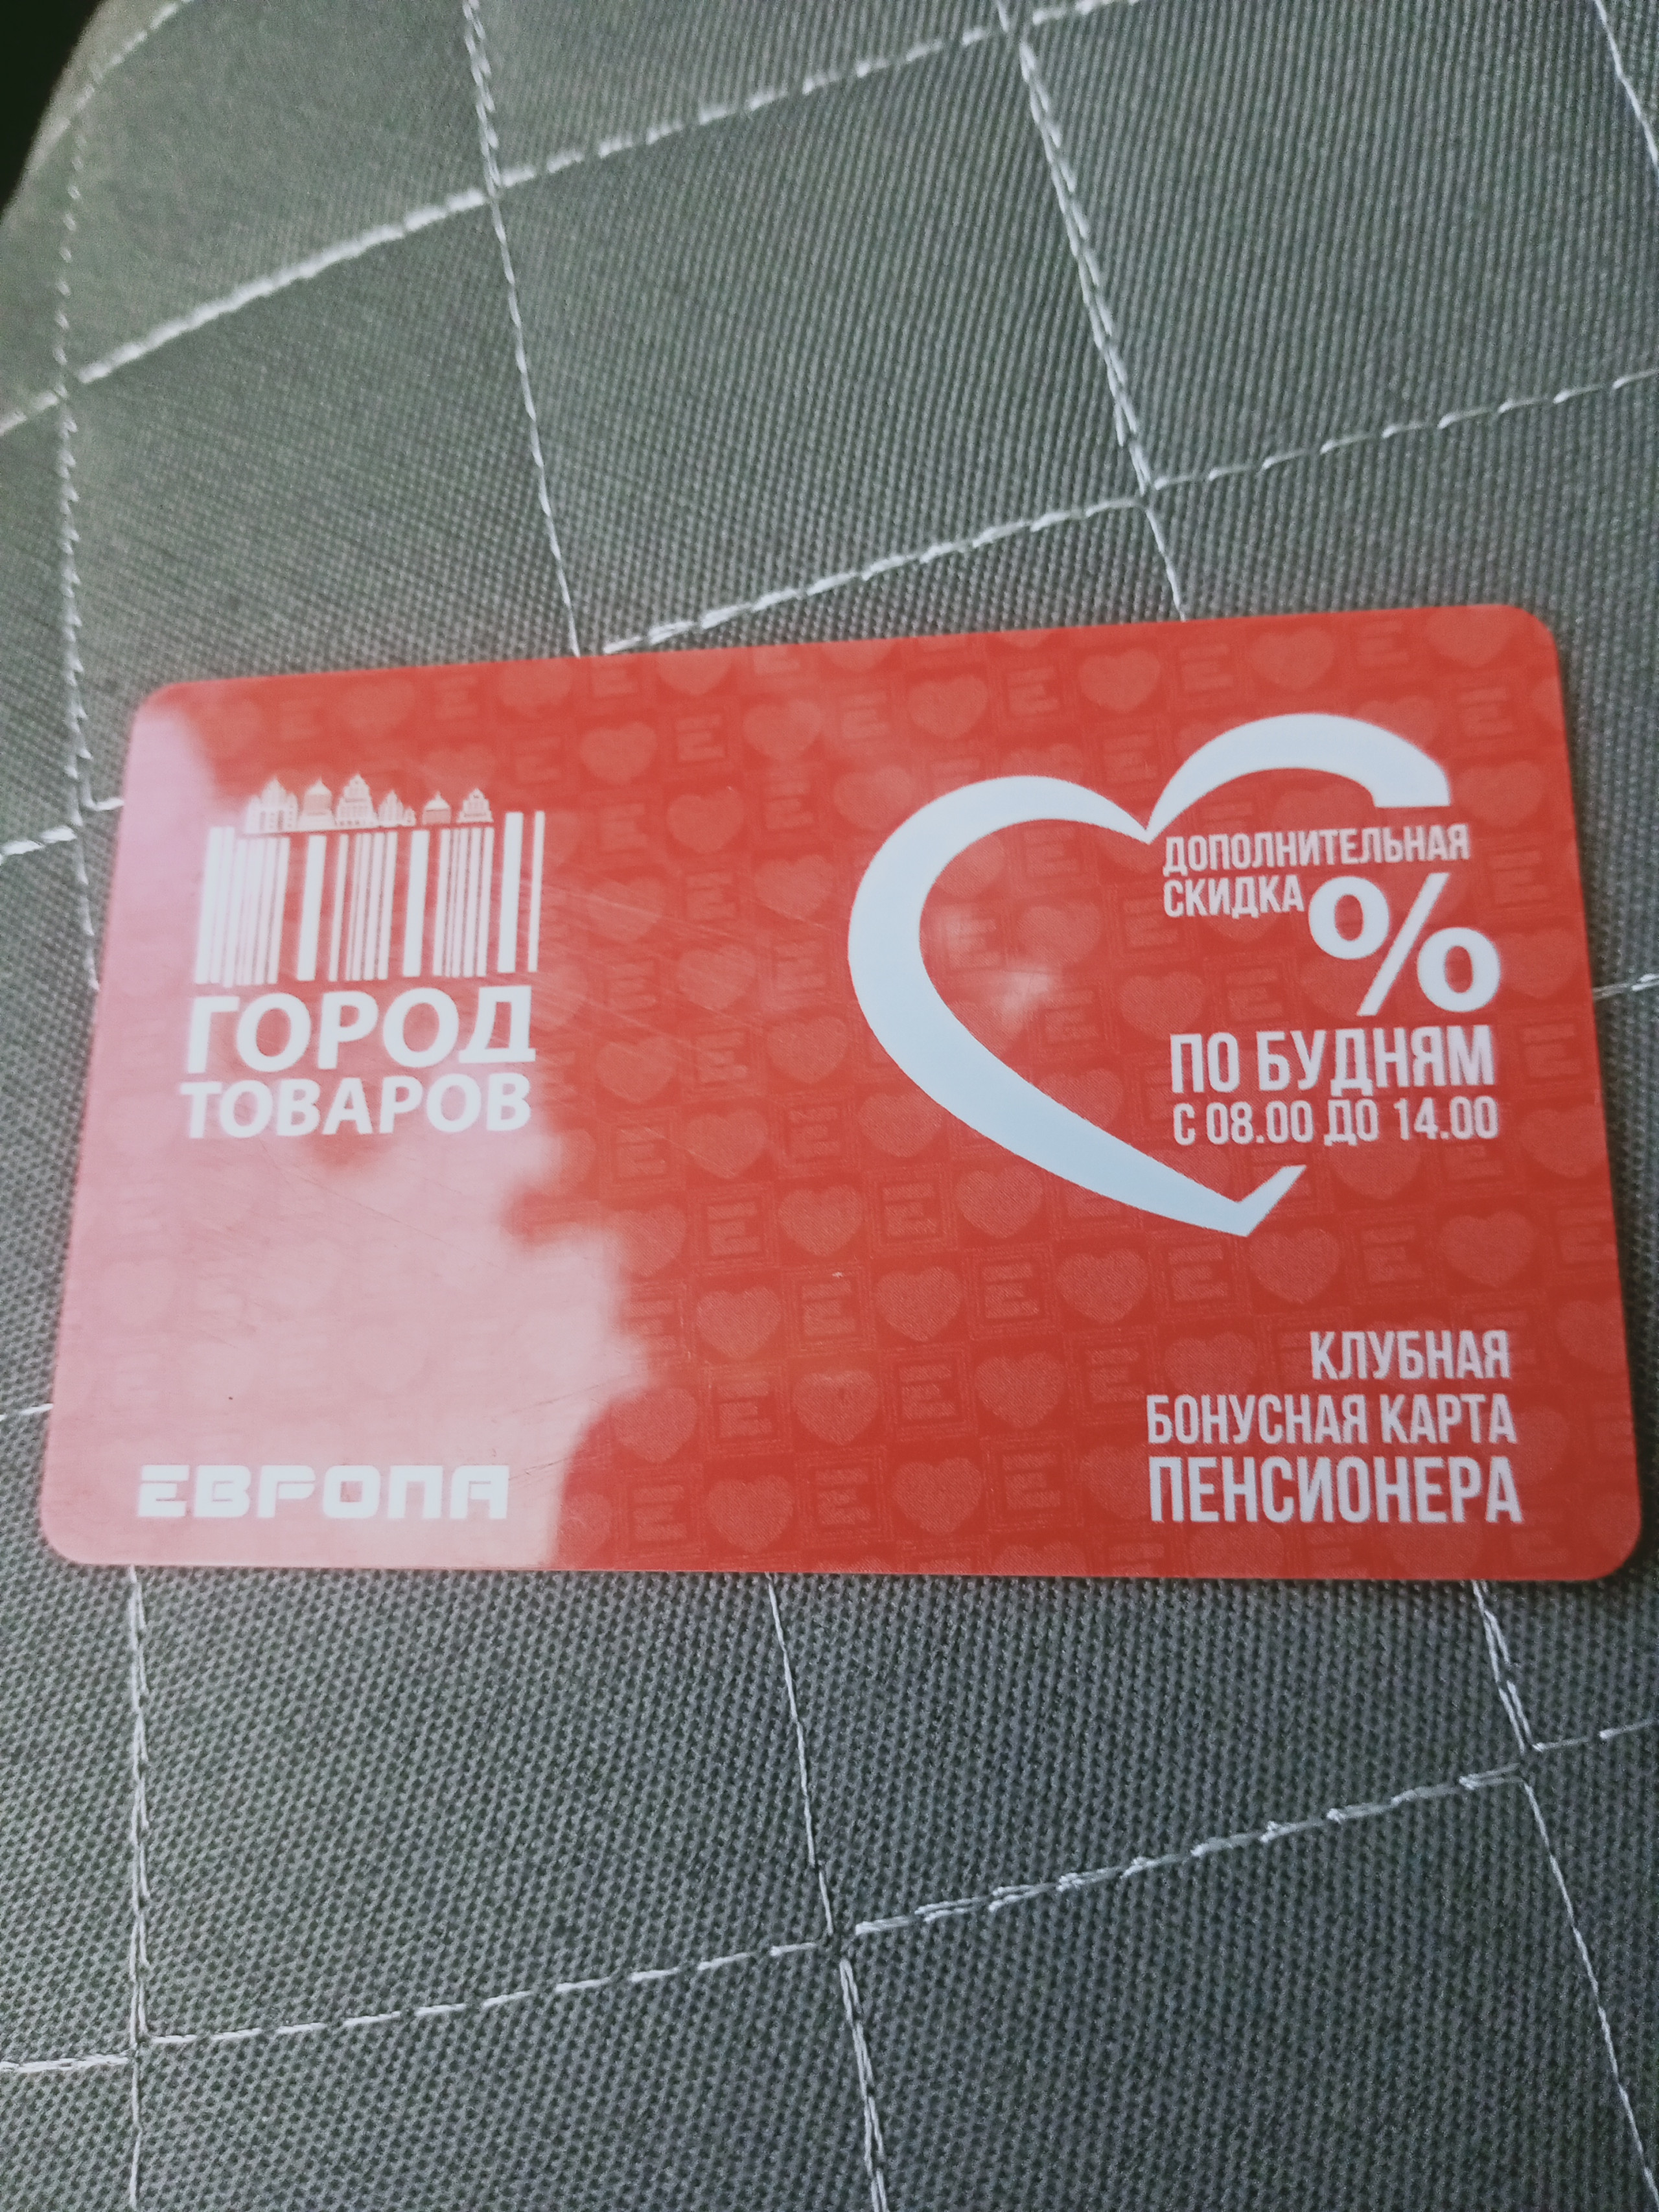 ГОРОД
ТОВАРОВ
ЕВРОПА
ДОПОЛНИТЕЛЬНАЯ
СКИДКА %
ПО БУДНЯМ
С 08.00 ДО 14.00
КЛУБНАЯ
БОНУСНАЯ КАРТА
ПЕНСИОНЕРА